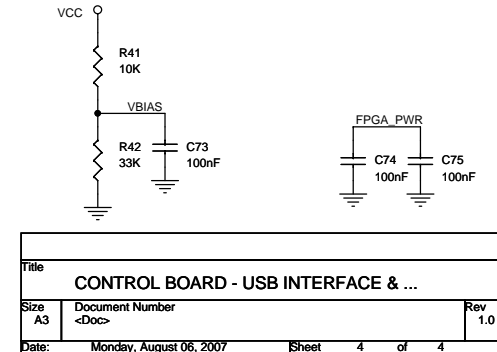 VCC
R41
10K
VBIAS
R42
33K
C73
100nF
FPGA_PWR
C74
100nF
C75
100nF
Title
CONTROL BOARD - USB INTERFACE & ...
Size
A3
Document Number
<Doc>
Rev
1.0
Date: Monday, August 06, 2007 Sheet 4 of 4